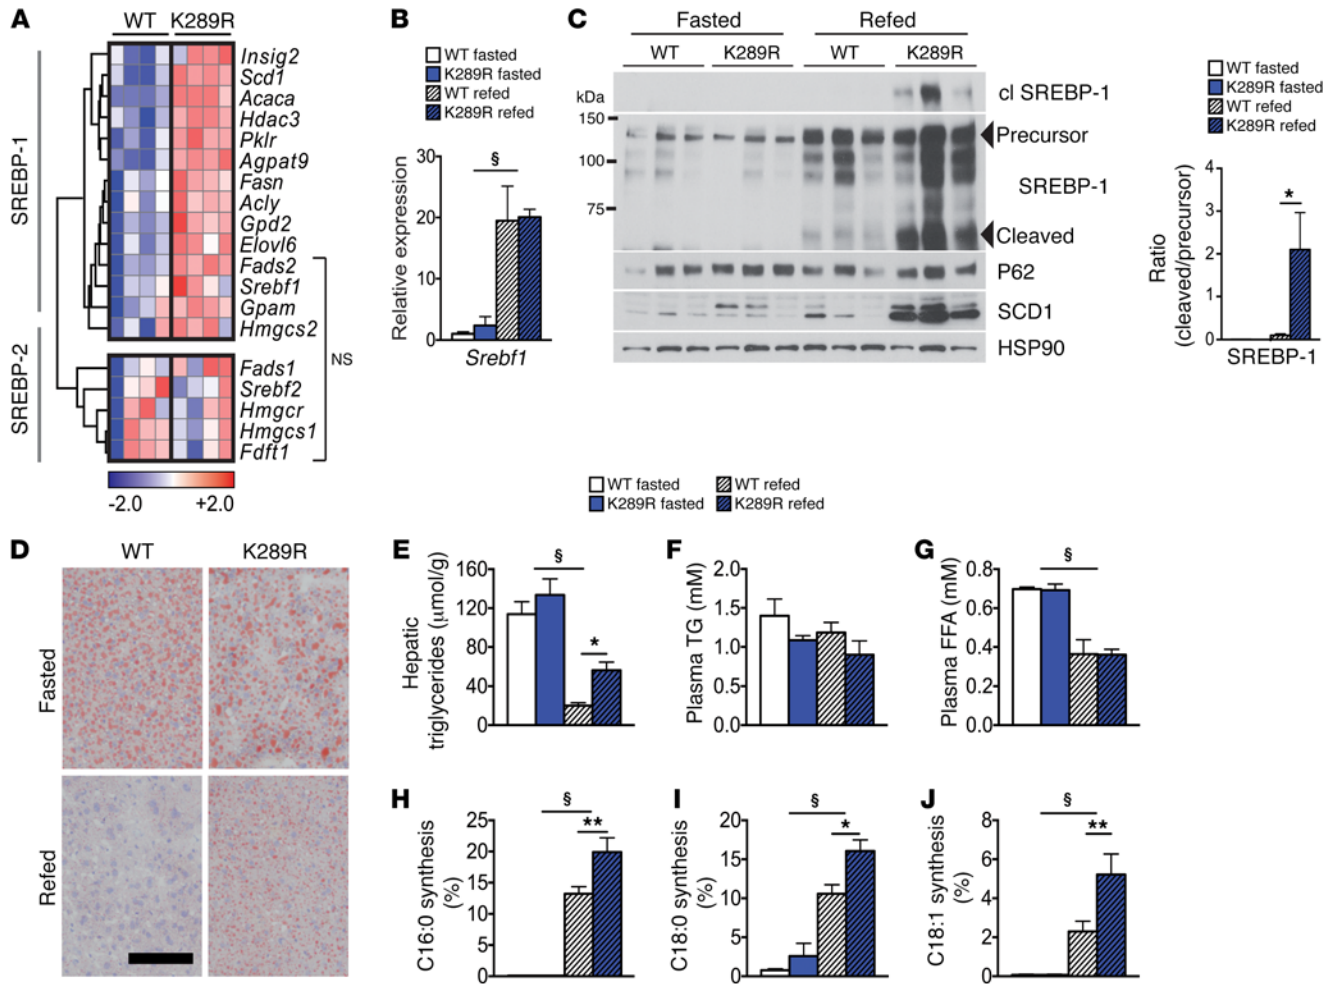 A
WT K289R
SREBP-1
SREBP-2
Insig2
Scd1
Acaca
Hdac3
Pklr
Agpat9
Fasn
Acly
Gpd2
Elovl6
Fads2
Srebf1
Gpam
Hmgcs2
Fads1
Srebf2
Hmgcr
Hmgcs1
Fdft1
NS
-2.0 +2.0
B
WT fasted
K289R fasted
WT refed
K289R refed
Relative expression
30
20
10
0
§
Srebf1
C
Fasted Refed
WT K289R WT K289R
kDa
150
100
75
cl SREBP-1
Precursor
SREBP-1
Cleaved
P62
SCD1
HSP90
WT fasted
K289R fasted
WT refed
K289R refed
Ratio
(cleaved/precursor)
4
3
2
1
0
*
SREBP-1
WT fasted WT refed
K289R fasted K289R refed
D
WT K289R
Fasted
Refed
E
Hepatic
triglycerides (μmol/g)
160
120
80
40
0
§
*
F
Plasma TG (mM)
2.0
1.5
1.0
0.5
0
G
Plasma FFA (mM)
0.8
0.6
0.4
0.2
0
§
H
C16:0 synthesis
(%)
25
20
15
10
5
0
§
**
I
C18:0 synthesis
(%)
20
15
10
5
0
§
*
J
C18:1 synthesis
(%)
8
6
4
2
0
§
**